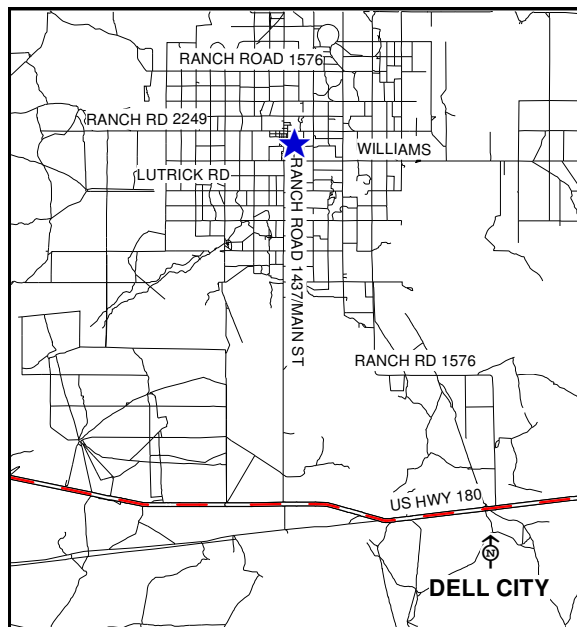 RANCH ROAD 1576
RANCH RD 2249
WILLIAMS
LUTRICK RD
RANCH ROAD 1437/MAIN ST
RANCH RD 1576
US HWY 180
N
DELL CITY